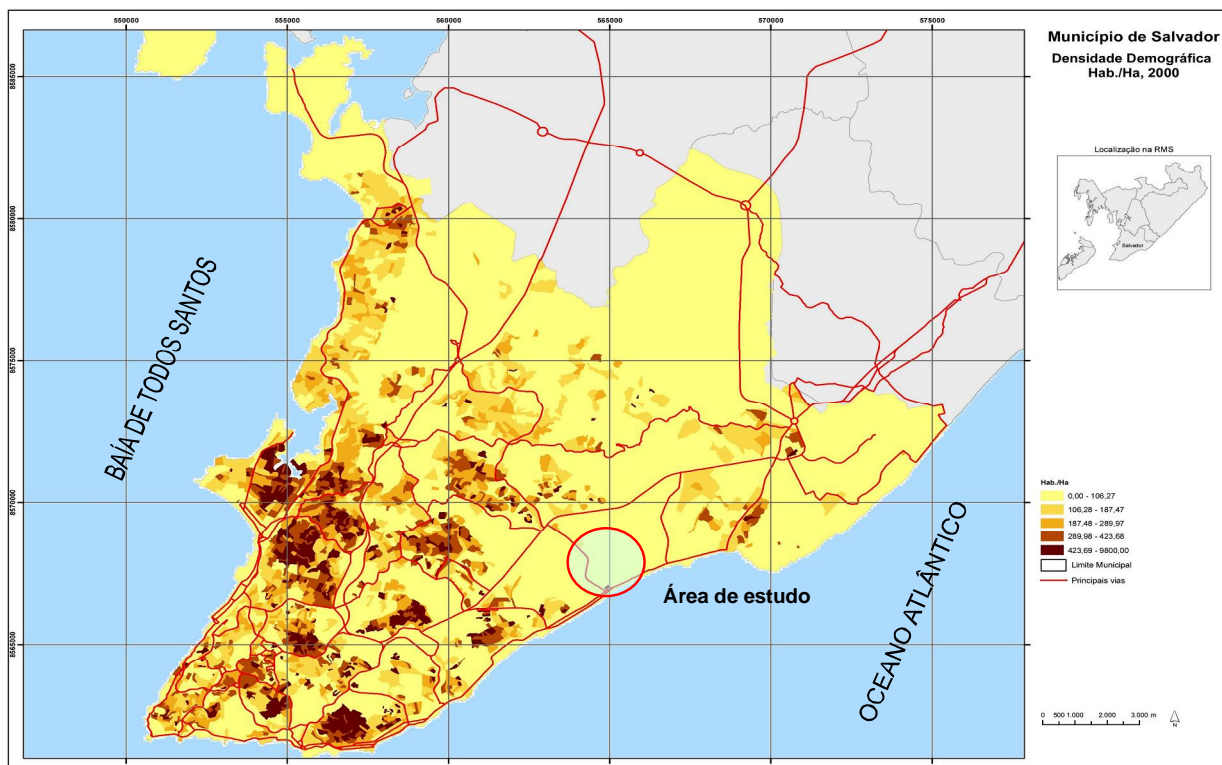 550000
555000
560000
565000
570000
575000
Município de Salvador
Densidade Demográfica
Hab./Ha, 2000
Localização na RMS
Salvador
8585000
8580000
8575000
8570000
8565000
BAÍA DE TODOS SANTOS
Área de estudo
OCEANO ATLÂNTICO
Hab./Ha
0,00 - 106,27
106,28 - 187,47
187,48 - 289,97
289,98 - 423,68
423,69 - 9800,00
Limite Municipal
Principais vias
0 500 1.000 2.000 3.000 m
N